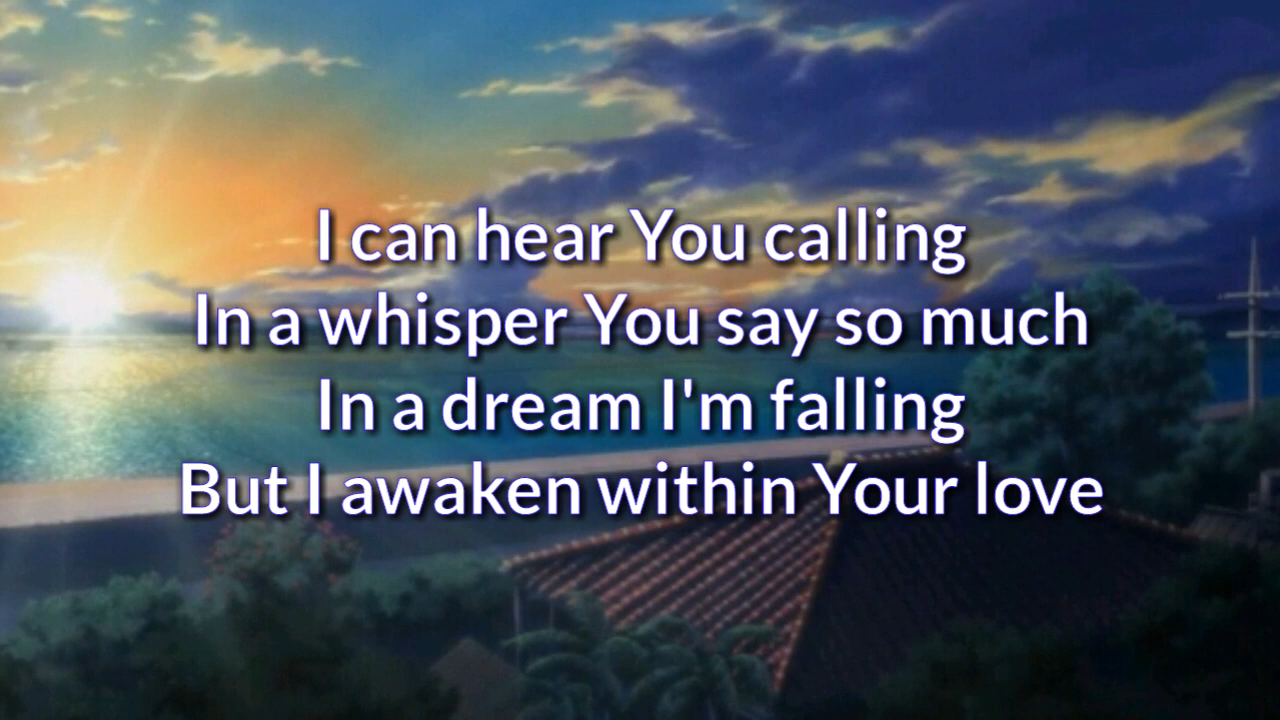 I can hear You calling
In a whisper You say so much
In a dream I'm falling
But I awaken within Your love